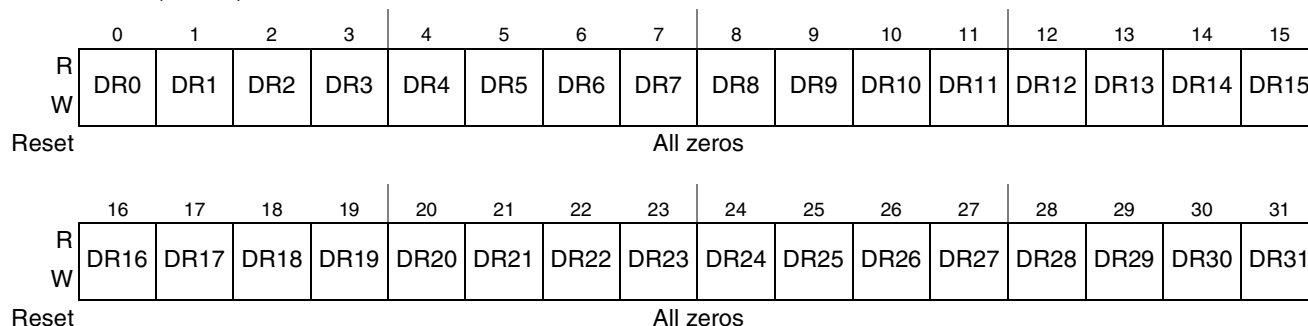 0 1 2 3 4 5 6 7 8 9 10 11 12 13 14 15
R
W
DR0 DR1 DR2 DR3 DR4 DR5 DR6 DR7 DR8 DR9 DR10 DR11 DR12 DR13 DR14 DR15
Reset All zeros
16 17 18 19 20 21 22 23 24 25 26 27 28 29 30 31
R
W
DR16 DR17 DR18 DR19 DR20 DR21 DR22 DR23 DR24 DR25 DR26 DR27 DR28 DR29 DR30 DR31
Reset All zeros